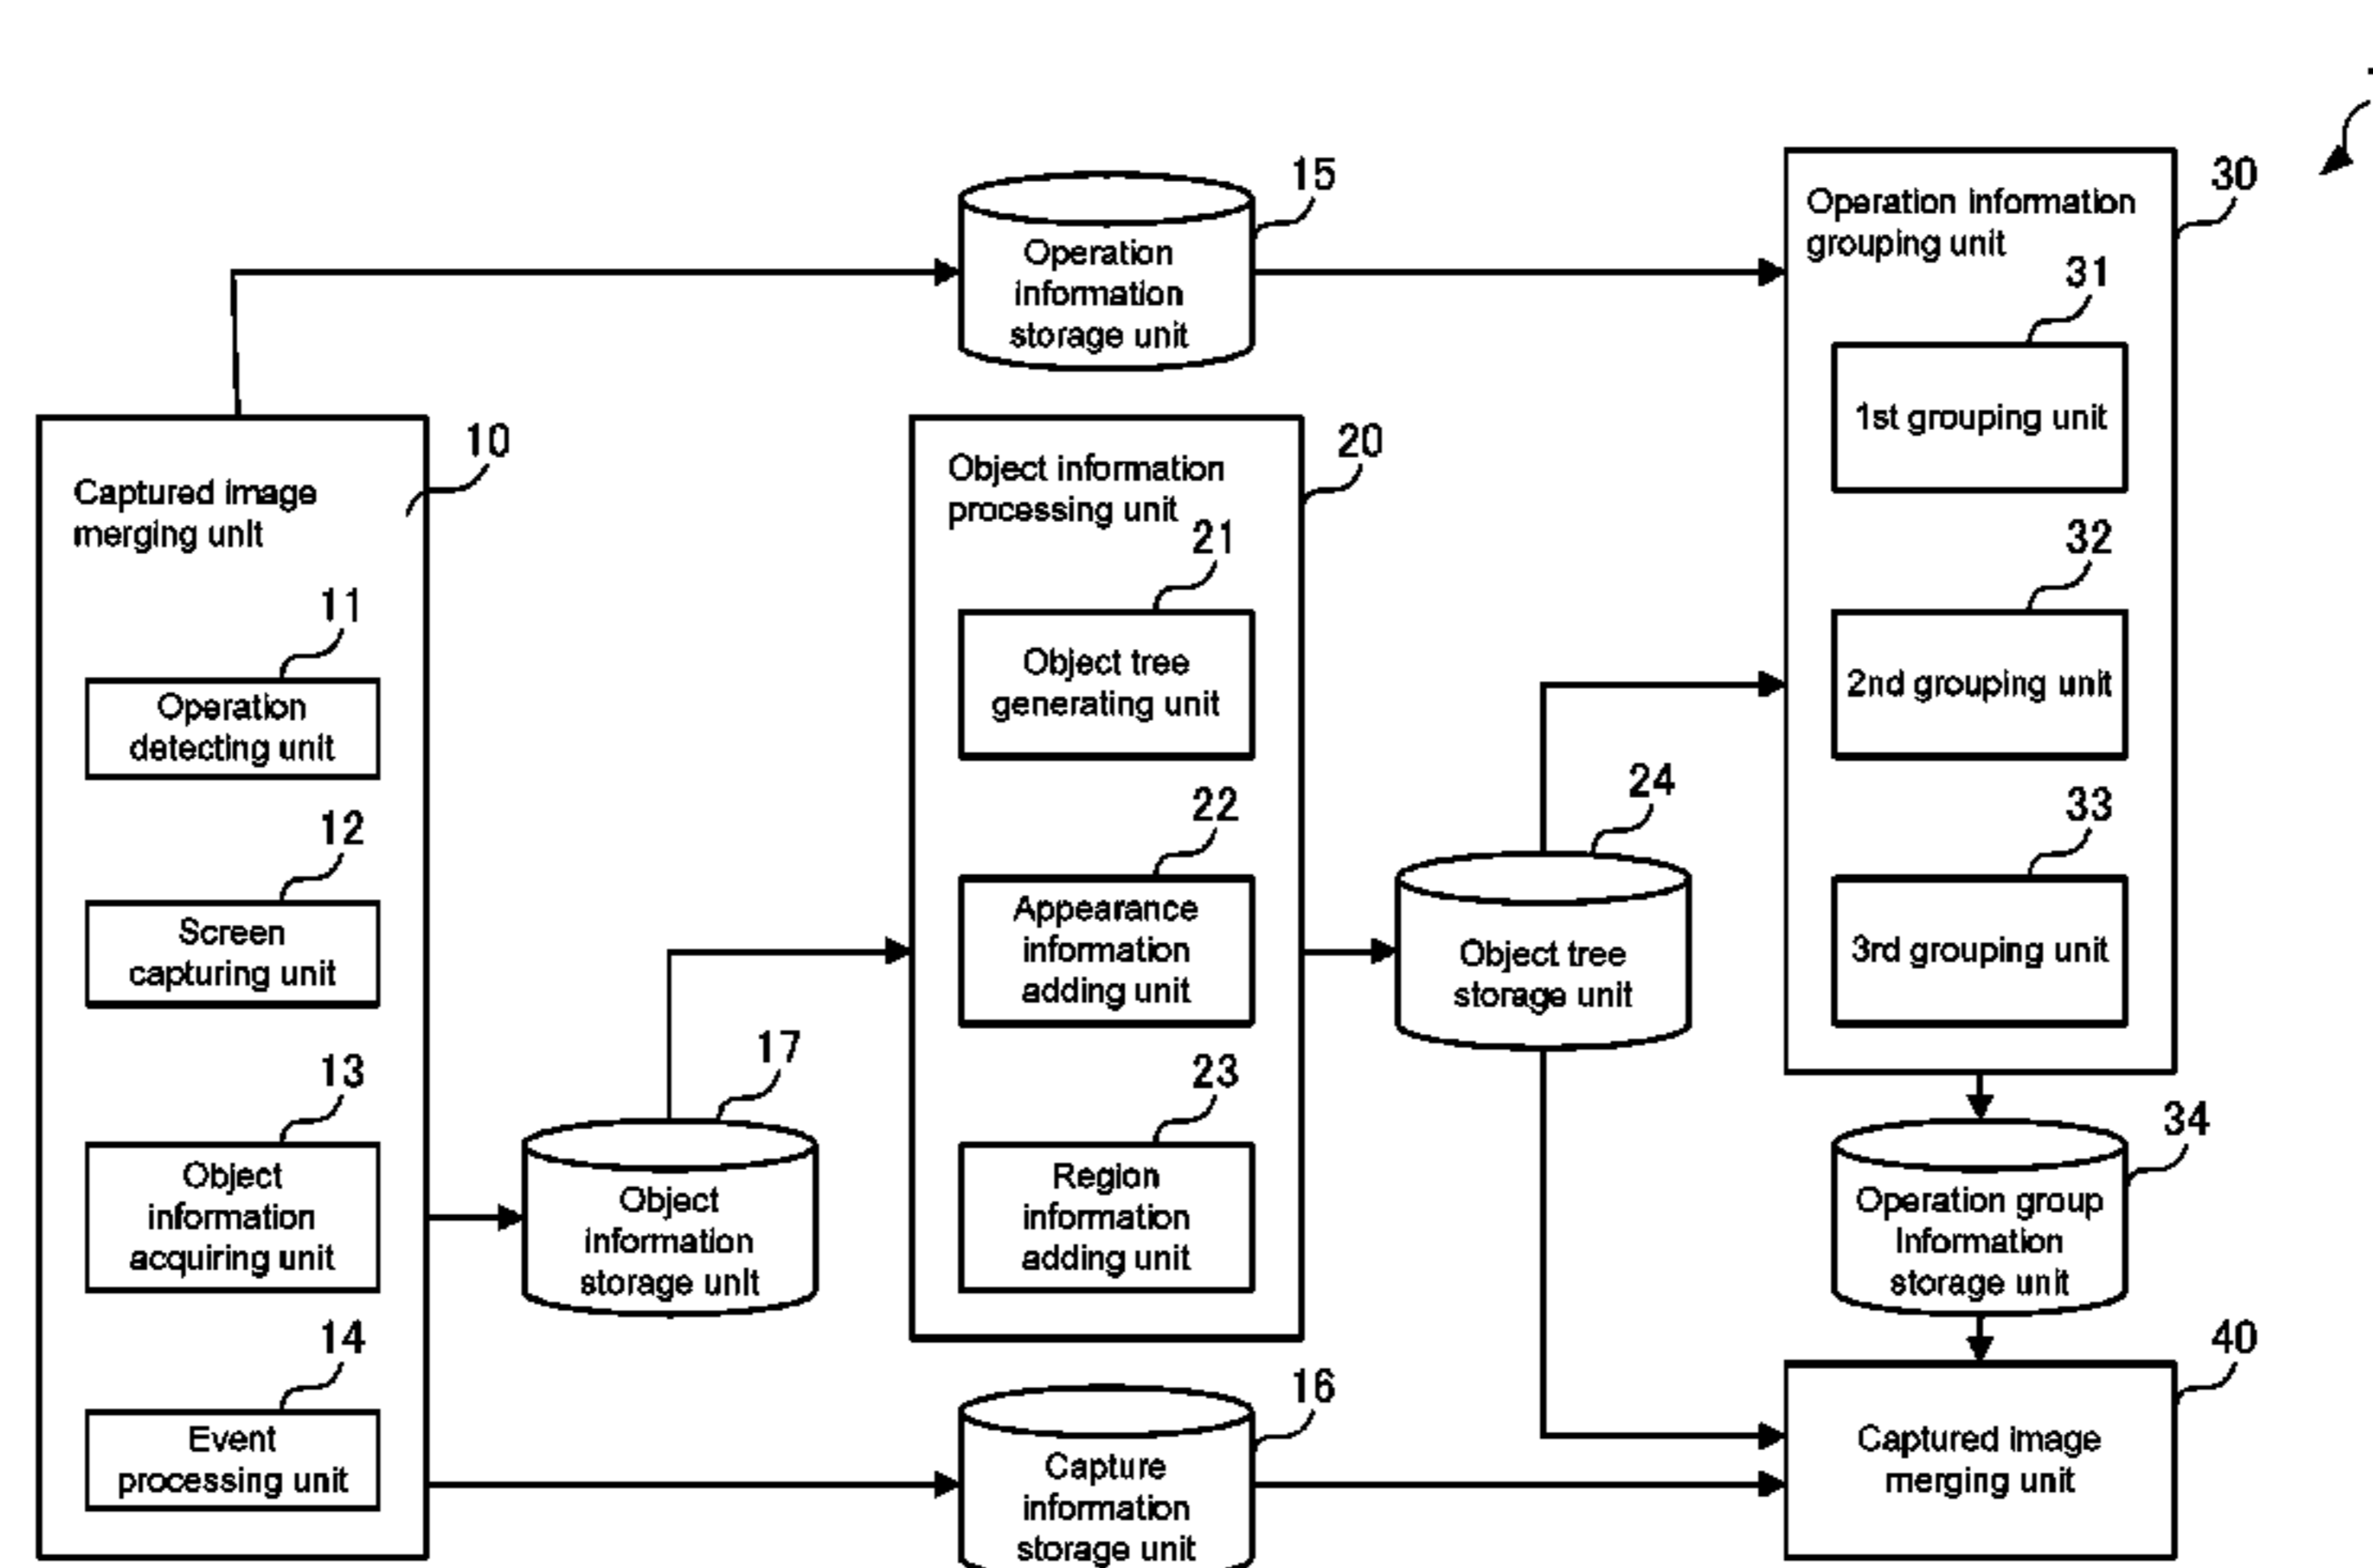 15
Operation
information
storage unit
30
Operation information
grouping unit
31
1st grouping unit
32
2nd grouping unit
33
3rd grouping unit
10
Captured image
merging unit
11
Operation
detecting unit
12
Screen
capturing unit
13
Object
information
acquiring unit
14
Event
processing unit
17
Object
information
storage unit
20
Object information
processing unit
21
Object tree
generating unit
22
Appearance
information
adding unit
23
Region
information
adding unit
24
Object tree
storage unit
34
Operation group
Information
storage unit
16
Capture
information
storage unit
40
Captured image
merging unit